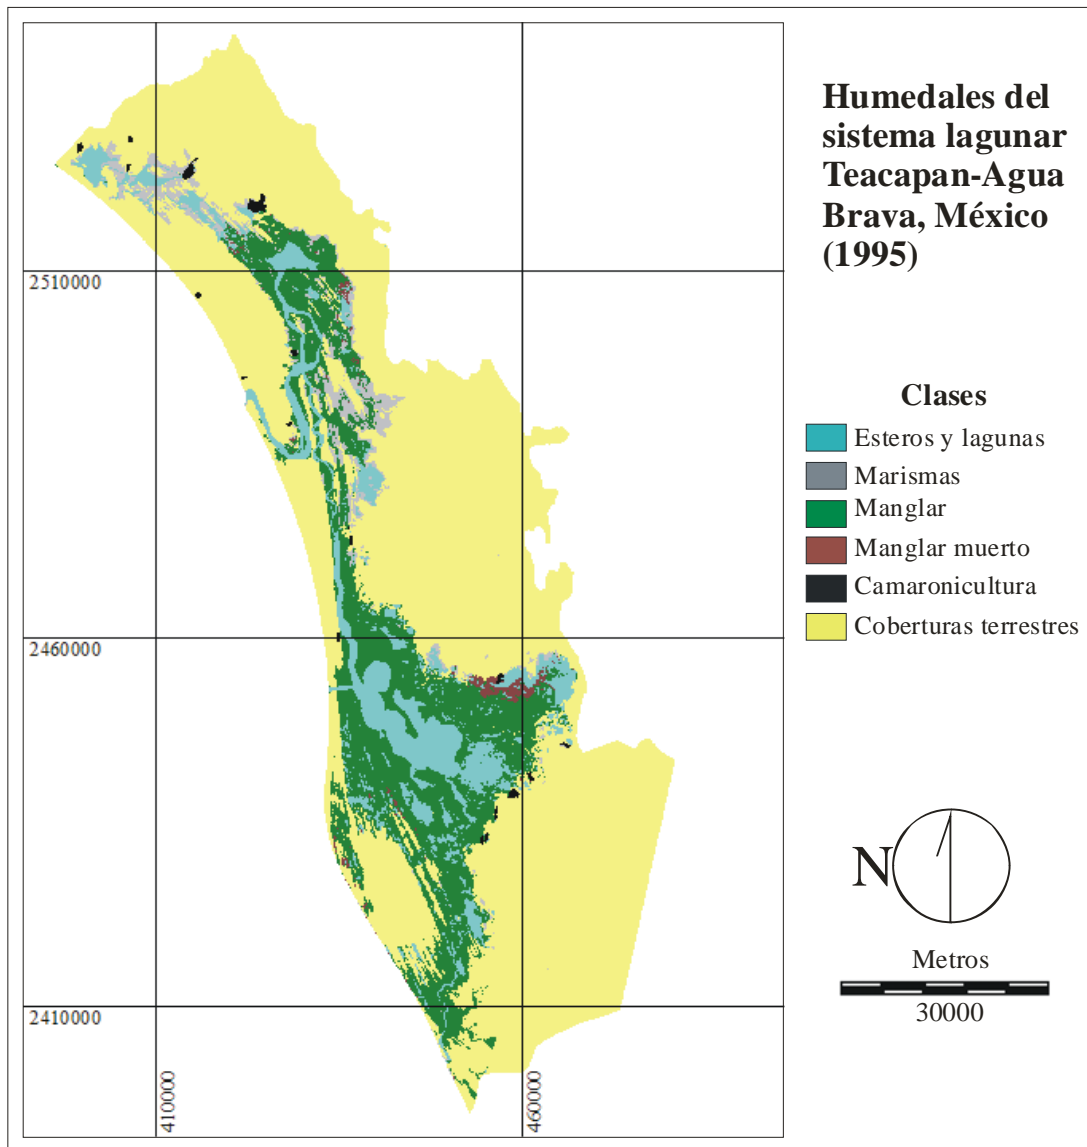 Humedales del
sistema lagunar
Teacapan-Agua
Brava, México
(1995)
2510000
Clases
Esteros y lagunas
Marismas
Manglar
Manglar muerto
Camaronicultura
Coberturas terrestres
2460000
N
Metros
30000
2410000
410000
460000